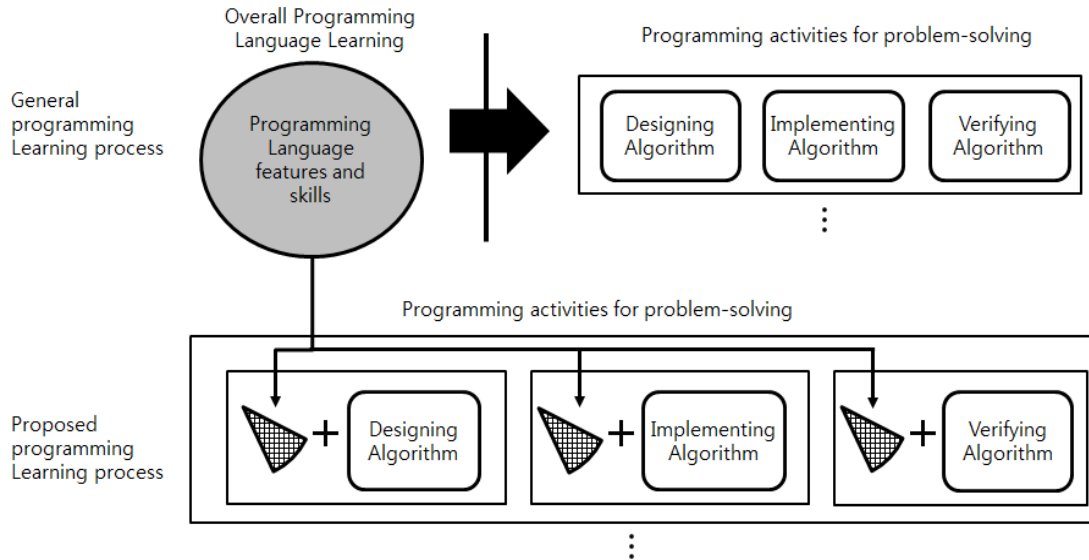 Overall Programming
Language Learning
Programming activities for problem-solving
General
programming
Learning process
Programming
Language
features and
skills
Designing
Algorithm
Implementing
Algorithm
Verifying
Algorithm
Programming activities for problem-solving
Proposed
programming
Learning process
Designing
Algorithm
Implementing
Algorithm
Verifying
Algorithm